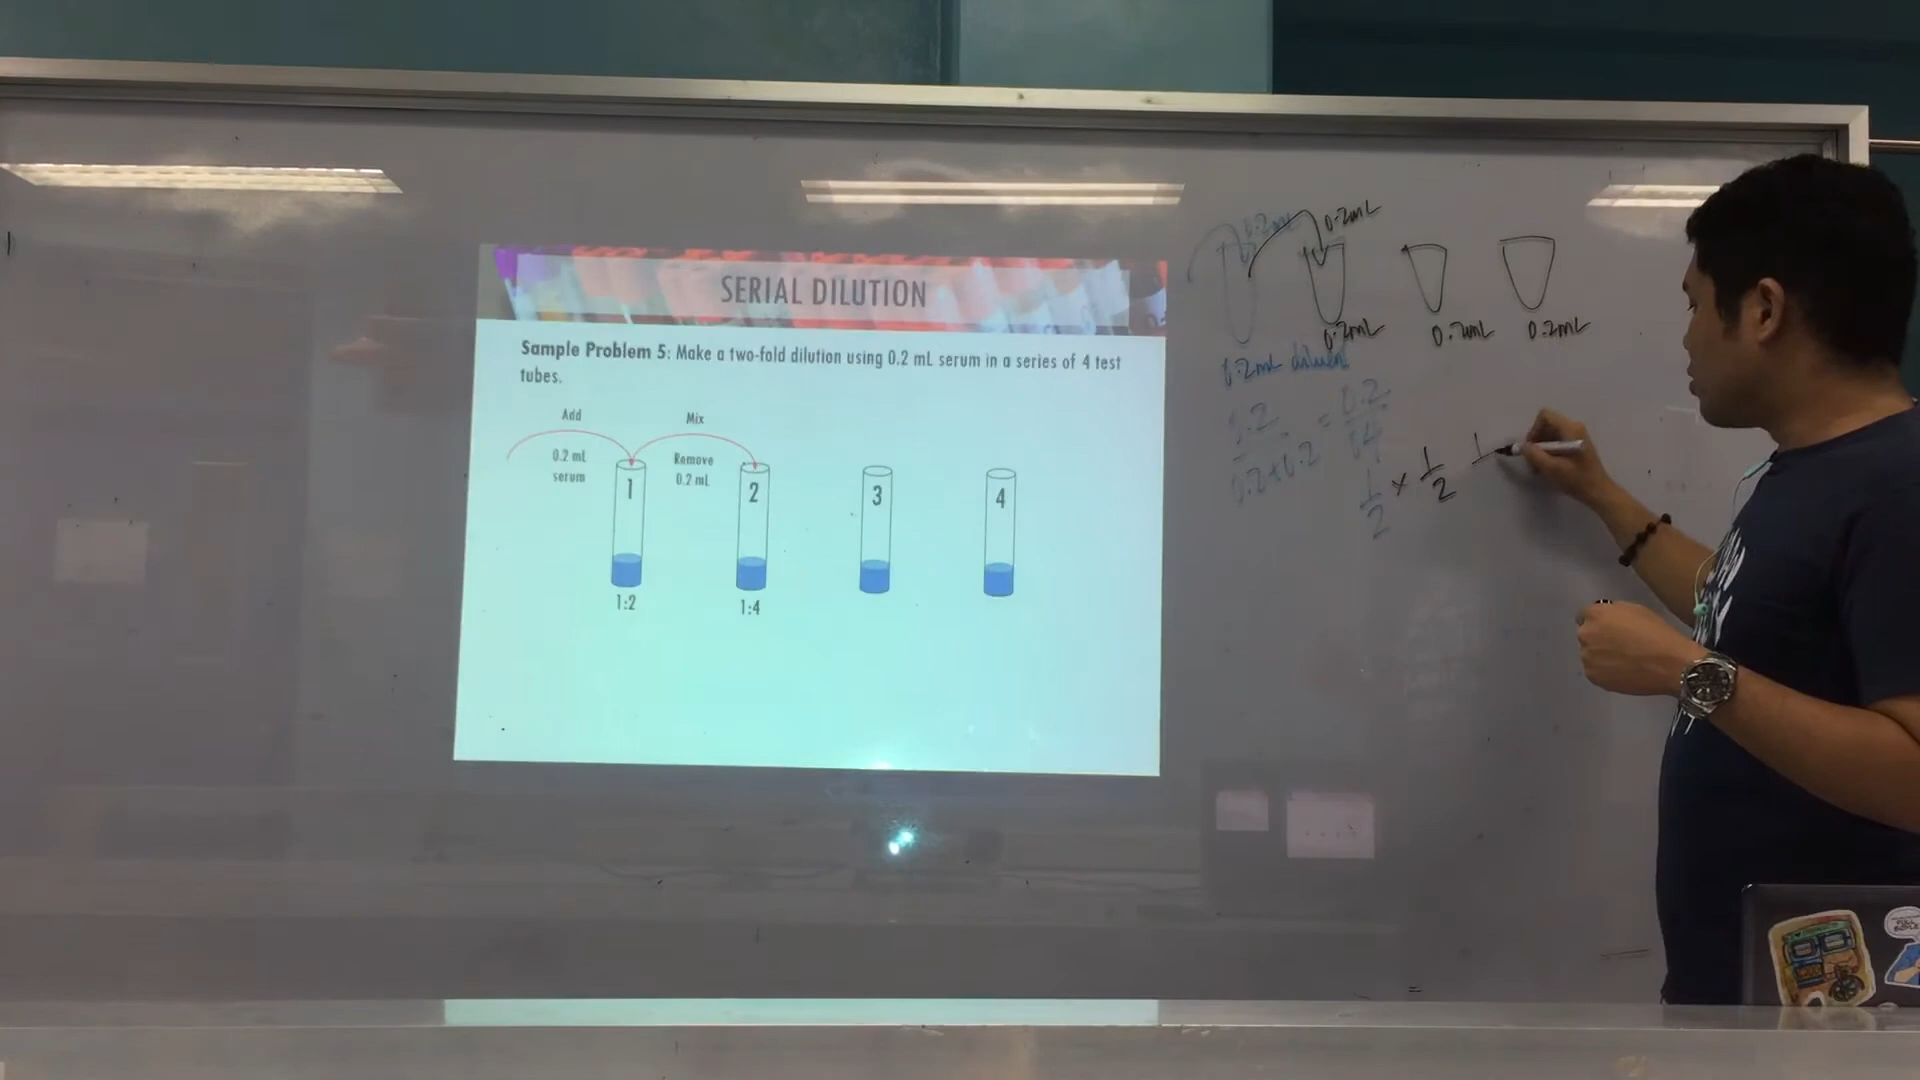 SERIAL DILUTION
Sample Problem 5: Make a two-fold dilution using 0.2 mL serum in a series of 4 test
tubes.
Add
0.2 mL
serum
Mix
Remove
0.2 mL
1
2
3
4
1:2
1:4
0.2mL
0.2mL
0.2mL
0.2mL
0.2mL
0.2mL diluent
0.2
0.2+0.2
=
0.2
0.4
1
2
×
1
2
1